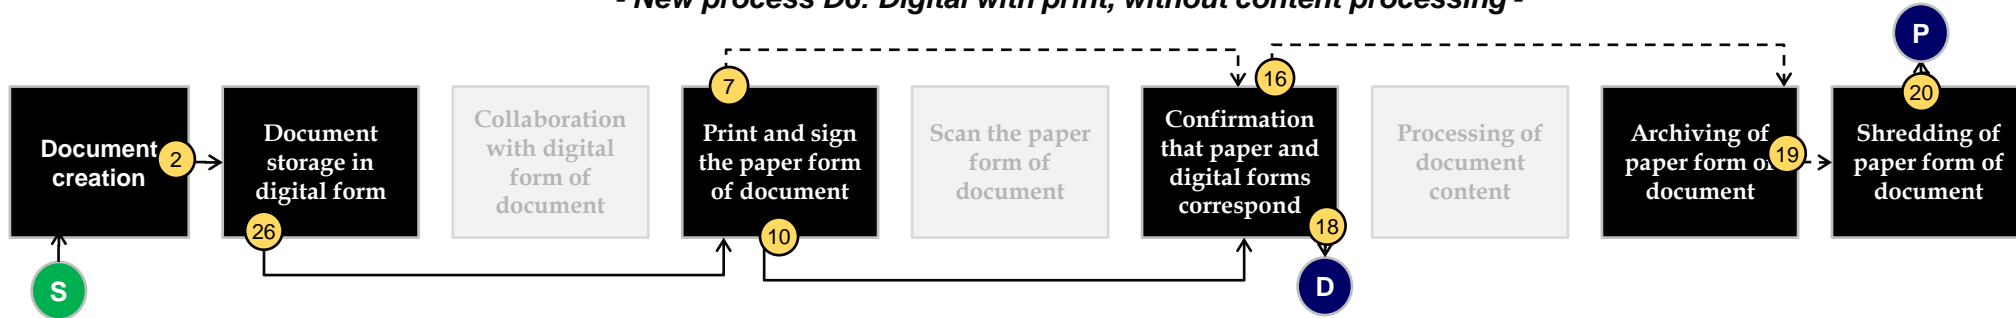 - New process D6: Digital with print, without content processing -
P
7
16
20
Document
creation
2
Document
storage in
digital form
26
Collaboration
with digital
form of
document
Print and sign
the paper form
of document
10
Scan the paper
form of
document
Confirmation
that paper and
digital forms
correspond
18
Processing of
document
content
Archiving of
paper form of
document
19
Shredding of
paper form of
document
S
D